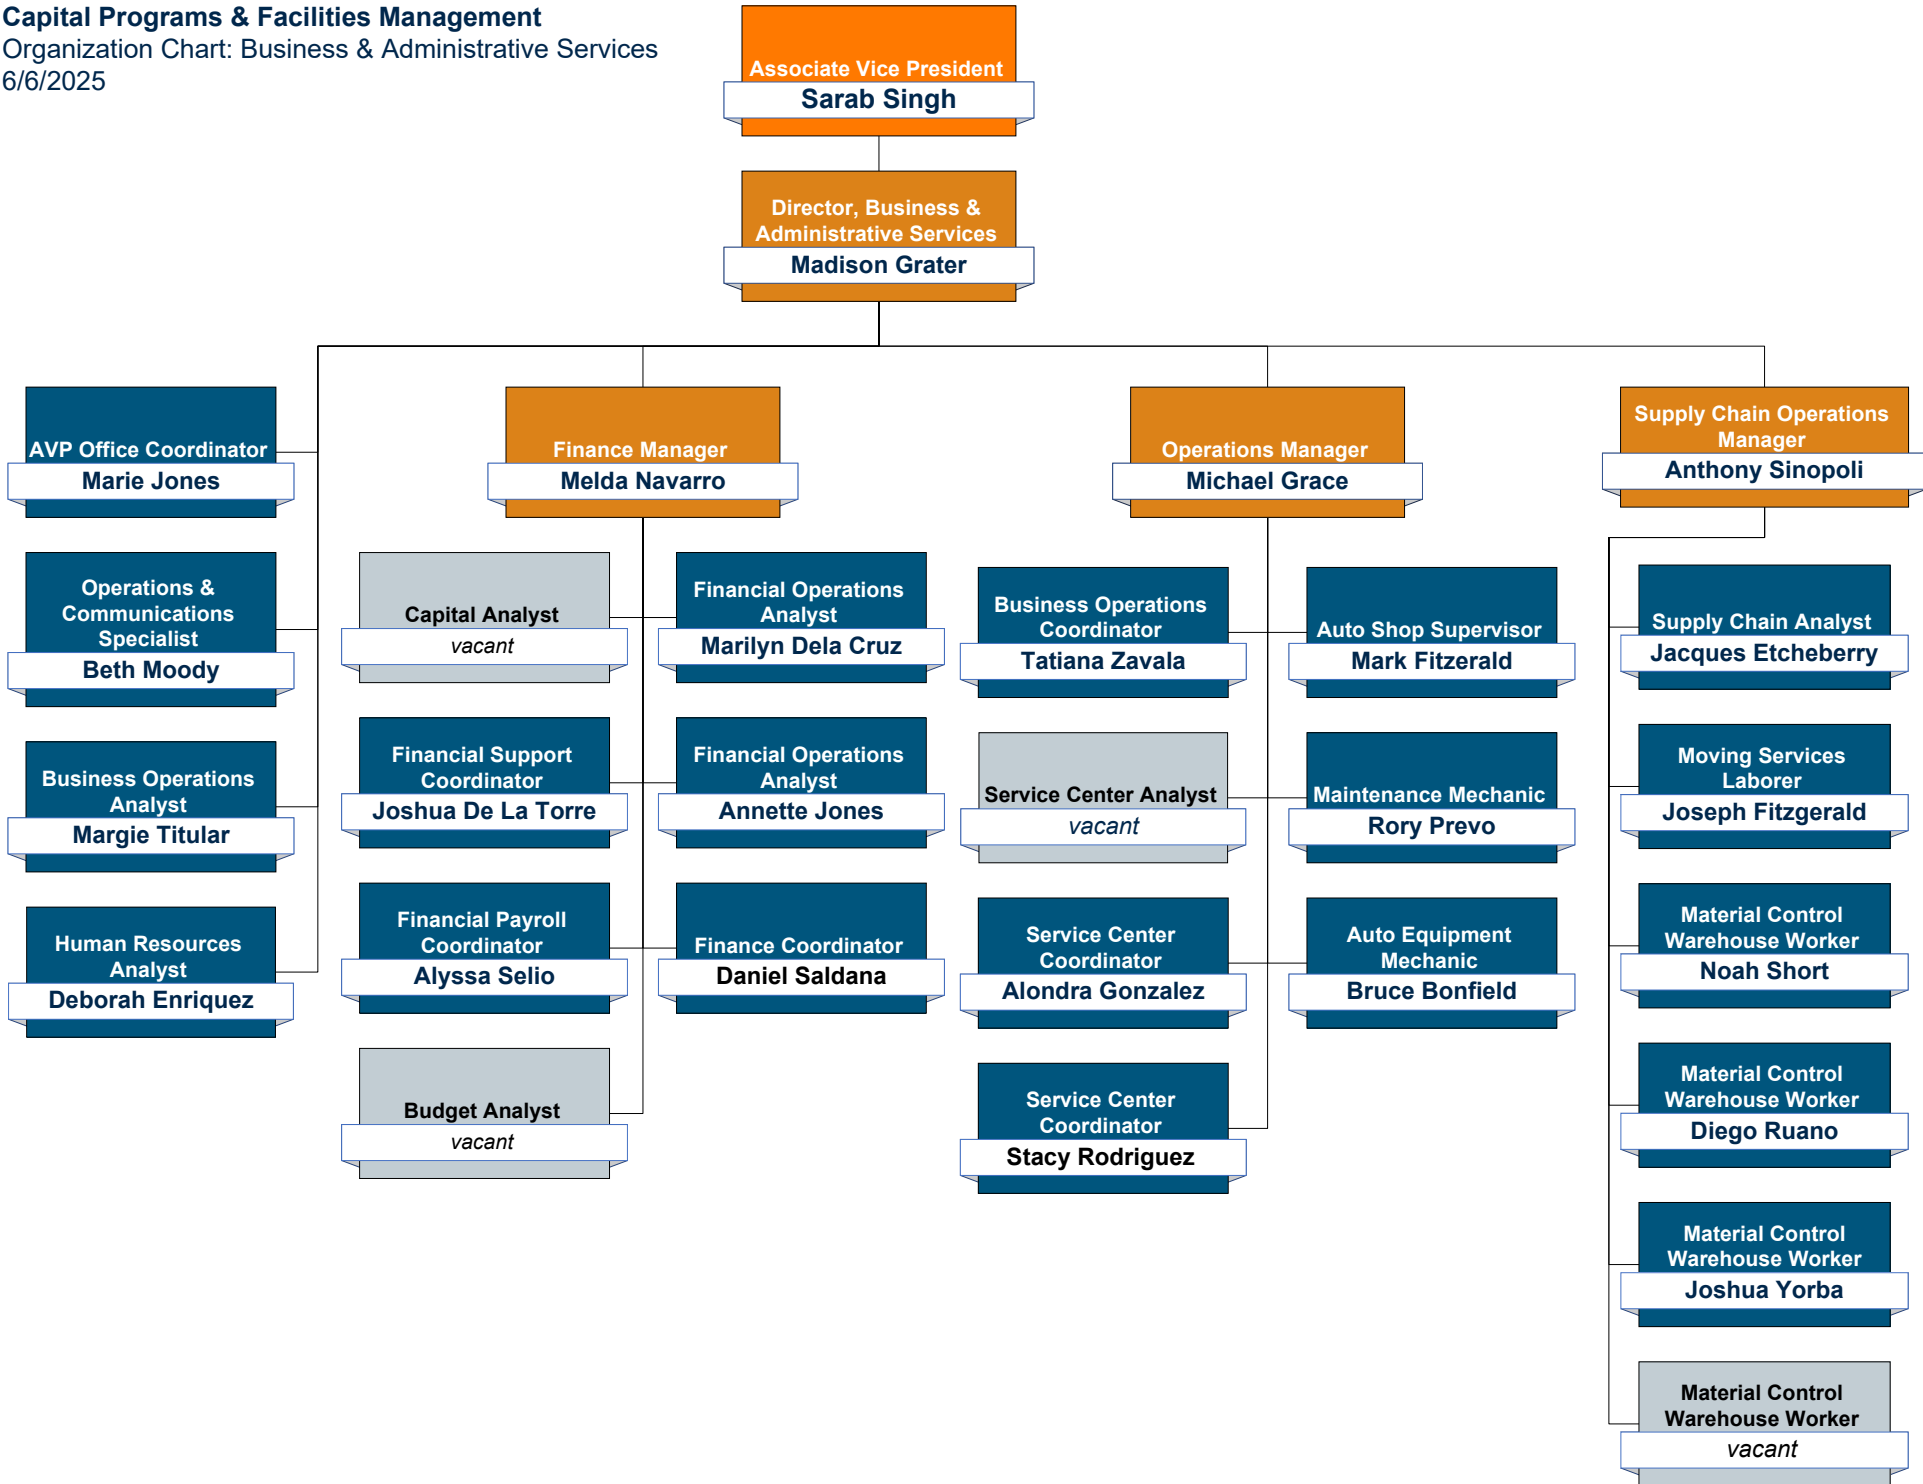 Capital Programs & Facilities Management
Organization Chart: Business & Administrative Services
6/6/2025
Associate Vice President
Sarab Singh
Director, Business &
Administrative Services
Madison Grater
AVP Office Coordinator
Marie Jones
Operations &
Communications
Specialist
Beth Moody
Business Operations
Analyst
Margie Titular
Human Resources
Analyst
Deborah Enriquez
Finance Manager
Melda Navarro
Capital Analyst
vacant
Financial Operations
Analyst
Marilyn Dela Cruz
Financial Support
Coordinator
Joshua De La Torre
Financial Operations
Analyst
Annette Jones
Financial Payroll
Coordinator
Alyssa Selio
Finance Coordinator
Daniel Saldana
Budget Analyst
vacant
Operations Manager
Michael Grace
Business Operations
Coordinator
Tatiana Zavala
Auto Shop Supervisor
Mark Fitzerald
Service Center Analyst
vacant
Maintenance Mechanic
Rory Prevo
Service Center
Coordinator
Alondra Gonzalez
Auto Equipment
Mechanic
Bruce Bonfield
Service Center
Coordinator
Stacy Rodriguez
Supply Chain Operations
Manager
Anthony Sinopoli
Supply Chain Analyst
Jacques Etcheberry
Moving Services
Laborer
Joseph Fitzgerald
Material Control
Warehouse Worker
Noah Short
Material Control
Warehouse Worker
Diego Ruano
Material Control
Warehouse Worker
Joshua Yorba
Material Control
Warehouse Worker
vacant